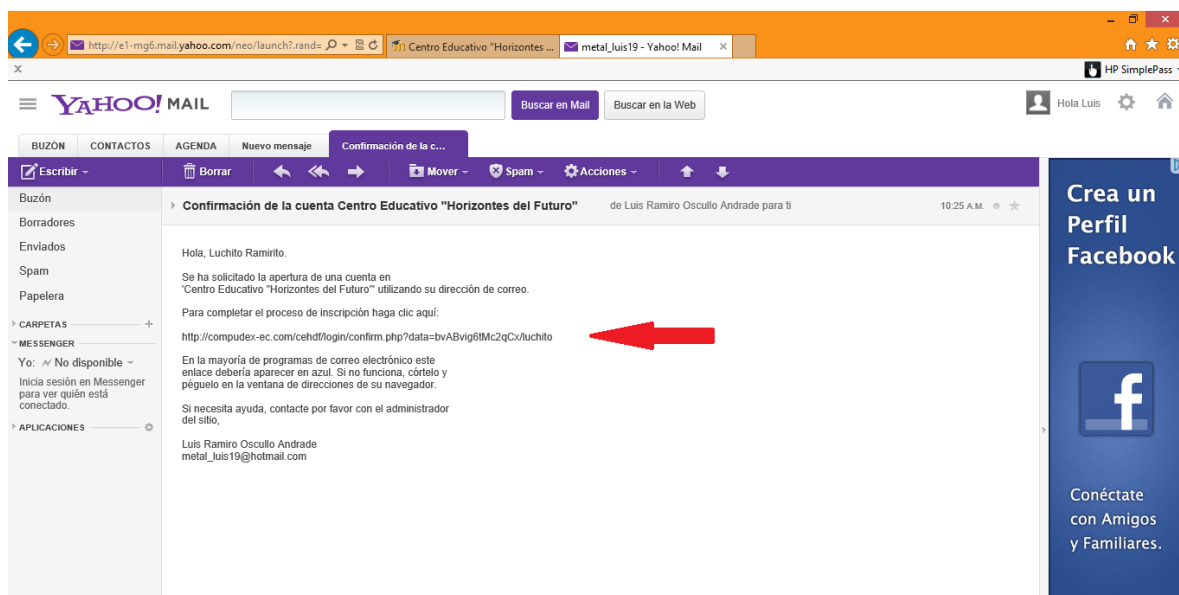 http://e1-mg6.mail.yahoo.com/neo/launch?.rand=
Centro Educativo "Horizontes ...
metal_luis19 - Yahoo! Mail
HP SimplePass
YAHOO! MAIL
Buscar en Mail
Buscar en la Web
Hola Luis
BUZÓN
CONTACTOS
AGENDA
Nuevo mensaje
Confirmación de la c...
Escribir
Borrar
Mover
Spam
Acciones
Buzón
Borradores
Enviados
Spam
Papelera
CARPETAS
MESSENGER
Yo: No disponible
Inicia sesión en Messenger
para ver quién está
conectado.
APLICACIONES
Confirmación de la cuenta Centro Educativo "Horizontes del Futuro"
de Luis Ramiro Oscullo Andrade para ti
10:25 A.M.
Hola, Luchito Ramirito.
Se ha solicitado la apertura de una cuenta en
'Centro Educativo "Horizontes del Futuro"' utilizando su dirección de correo.
Para completar el proceso de inscripción haga clic aquí:
http://compudex-ec.com/cehdf/login/confirm.php?data=bvABvig6tMc2qCx/luchito
En la mayoría de programas de correo electrónico este
enlace debería aparecer en azul. Si no funciona, córtelo y
péguelo en la ventana de direcciones de su navegador.
Si necesita ayuda, contacte por favor con el administrador
del sitio,
Luis Ramiro Oscullo Andrade
metal_luis19@hotmail.com
Crea un
Perfil
Facebook
f
Conéctate
con Amigos
y Familiares.